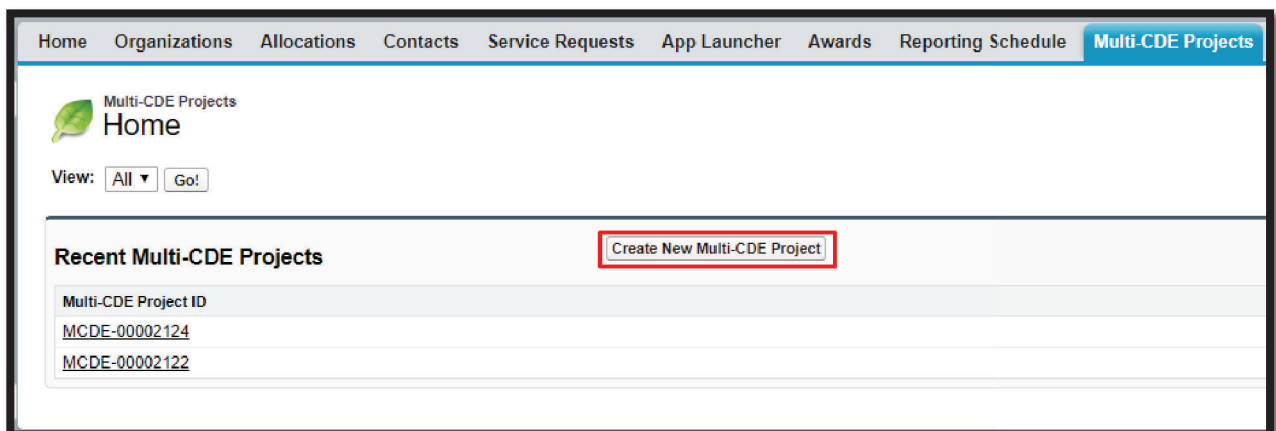 Home Organizations Allocations Contacts Service Requests App Launcher Awards Reporting Schedule Multi-CDE Projects
Multi-CDE Projects
Home
View: All ▼ Go!
Recent Multi-CDE Projects Create New Multi-CDE Project
Multi-CDE Project ID
MCDE-00002124
MCDE-00002122